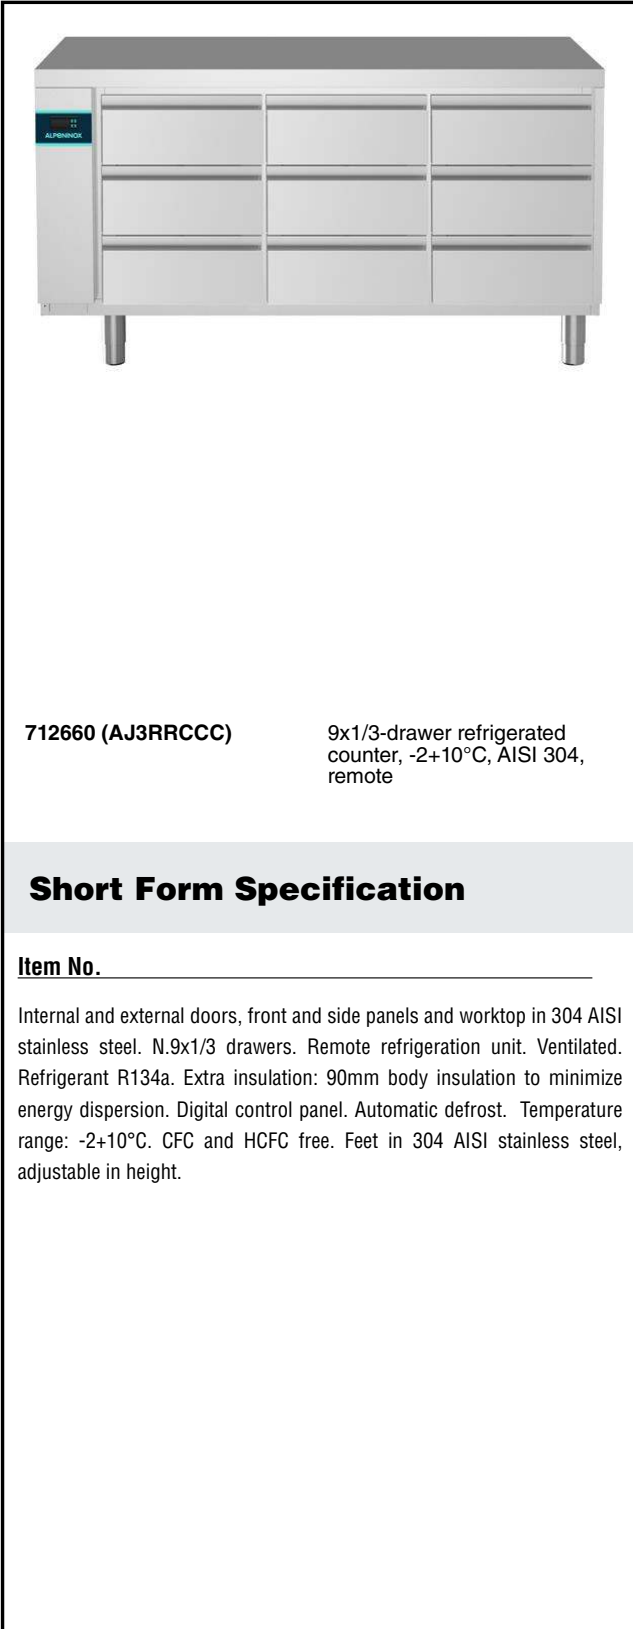 ALPENINOX
712660 (AJ3RRCCC)
9x1/3-drawer refrigerated
counter, -2+10°C, AISI 304,
remote
Short Form Specification
Item No.
Internal and external doors, front and side panels and worktop in 304 AISI
stainless steel. N.9x1/3 drawers. Remote refrigeration unit. Ventilated.
Refrigerant R134a. Extra insulation: 90mm body insulation to minimize
energy dispersion. Digital control panel. Automatic defrost. Temperature
range: -2+10°C. CFC and HCFC free. Feet in 304 AISI stainless steel,
adjustable in height.